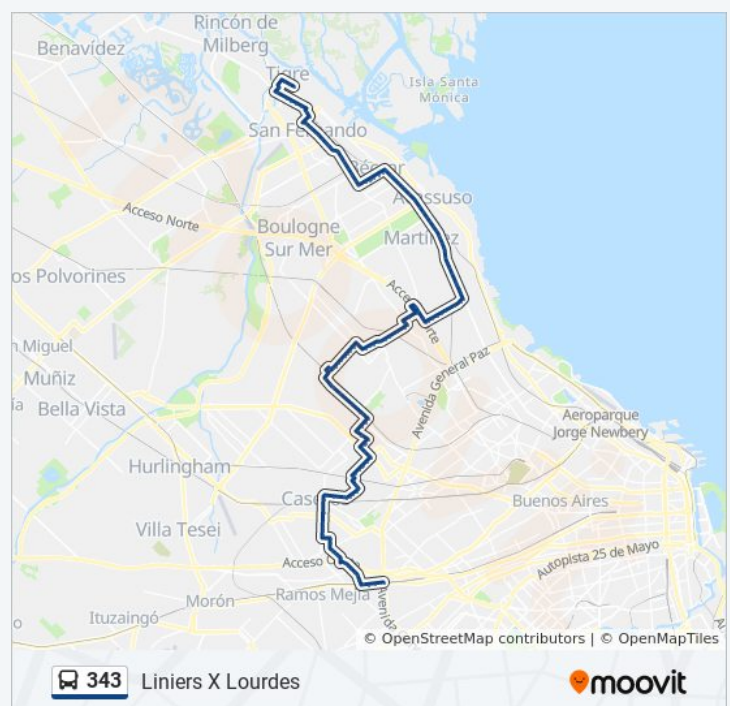 Rincón de
Milberg
Benavídez
Tigre
Isla Santa
Mónica
San Fernando
Béccar
Acassuso
Acceso Norte
Boulogne
Sur Mer
Martínez
os Polvorines
Acceso Norte
n Miguel
Muñiz
ía
Bella Vista
Avenida General Paz
Aeroparque
Jorge Newbery
Hurlingham
Caseros
Buenos Aires
Villa Tesei
Autopista 25 de Mayo
Acceso O
Morón
Ramos Mejía
Avenida
Ituzaingó
o
© OpenStreetMap contributors | © OpenMapTiles
343 Liniers X Lourdes
moovit